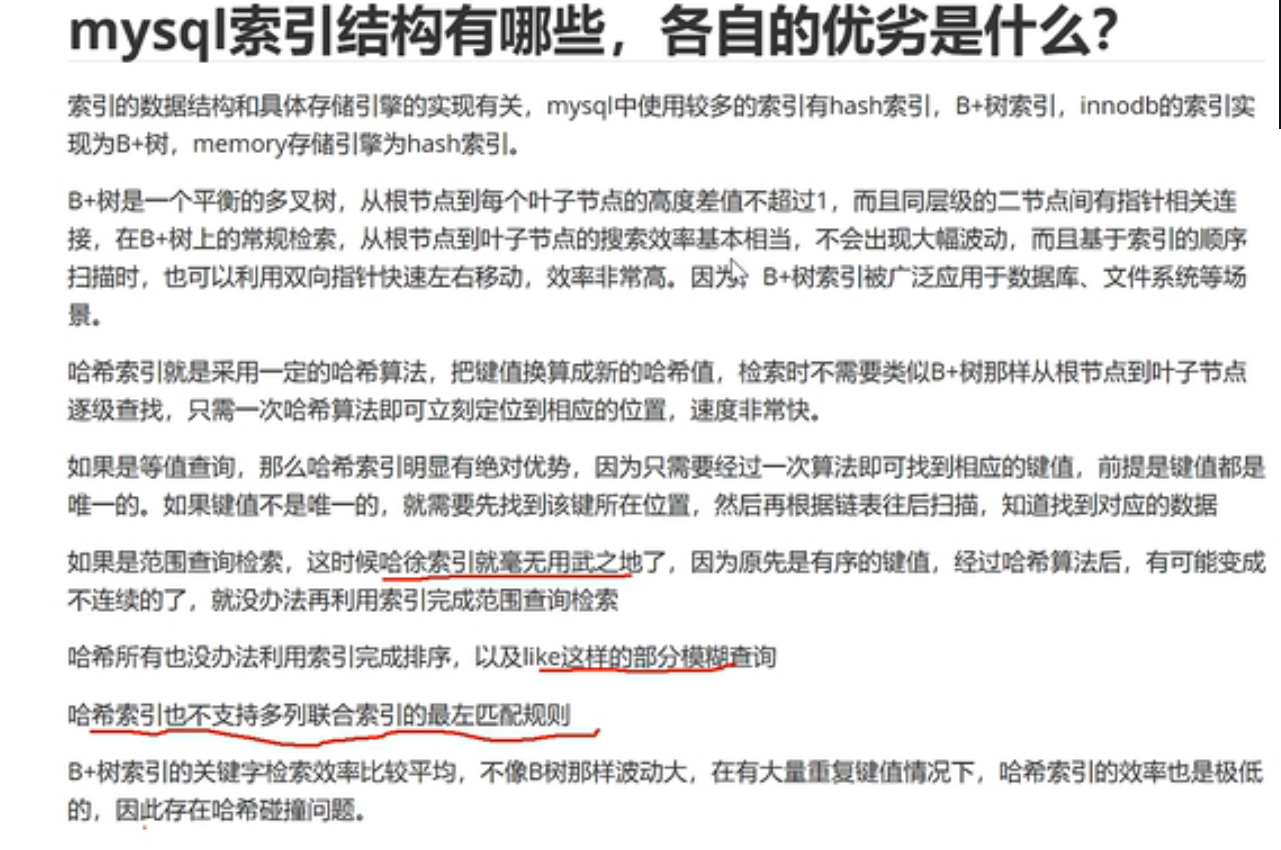 mysql索引结构有哪些，各自的优劣是什么?
索引的数据结构和具体存储引擎的实现有关，mysql中使用较多的索引有hash索引，B+树索引，innodb的索引实
现为B+树，memory存储引擎为hash索引。
B+树是一个平衡的多叉树，从根节点到每个叶子节点的高度差值不超过1，而且同层级的二节点间有指针相关连
接，在B+树上的常规检索，从根节点到叶子节点的搜索效率基本相当，不会出现大幅波动，而且基于索引的顺序
扫描时，也可以利用双向指针快速左右移动，效率非常高。因为，B+树索引被广泛应用于数据库、文件系统等场
景。
哈希索引就是采用一定的哈希算法，把键值换算成新的哈希值，检索时不需要类似B+树那样从根节点到叶子节点
逐级查找，只需一次哈希算法即可立刻定位到相应的位置，速度非常快。
如果是等值查询，那么哈希索引明显有绝对优势，因为只需要经过一次算法即可找到相应的键值，前提是键值都是
唯一的。如果键值不是唯一的，就需要先找到该键所在位置，然后再根据链表往后扫描，知道找到对应的数据
如果是范围查询检索，这时候哈徐索引就毫无用武之地了，因为原先是有序的键值，经过哈希算法后，有可能变成
不连续的了，就没办法再利用索引完成范围查询检索
哈希所有也没办法利用索引完成排序，以及like这样的部分模糊查询
哈希索引也不支持多列联合索引的最左匹配规则
B+树索引的关键字检索效率比较平均，不像B树那样波动大，在有大量重复键值情况下，哈希索引的效率也是极低
的，因此存在哈希碰撞问题。